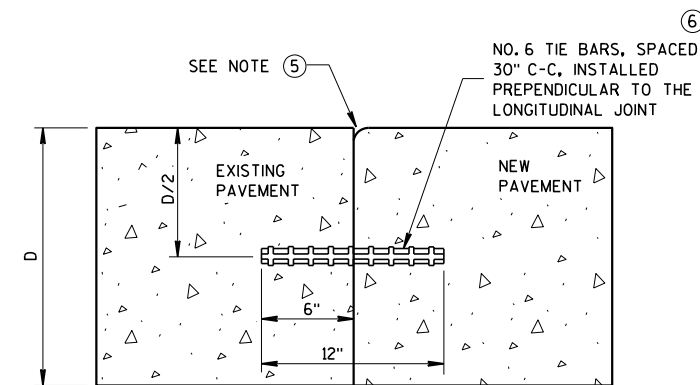 6
NO. 6 TIE BARS, SPACED
30" C-C, INSTALLED
PREPENDICULAR TO THE
LONGITUDINAL JOINT
SEE NOTE 5
EXISTING
PAVEMENT
NEW
PAVEMENT
D/2
D
6"
12"